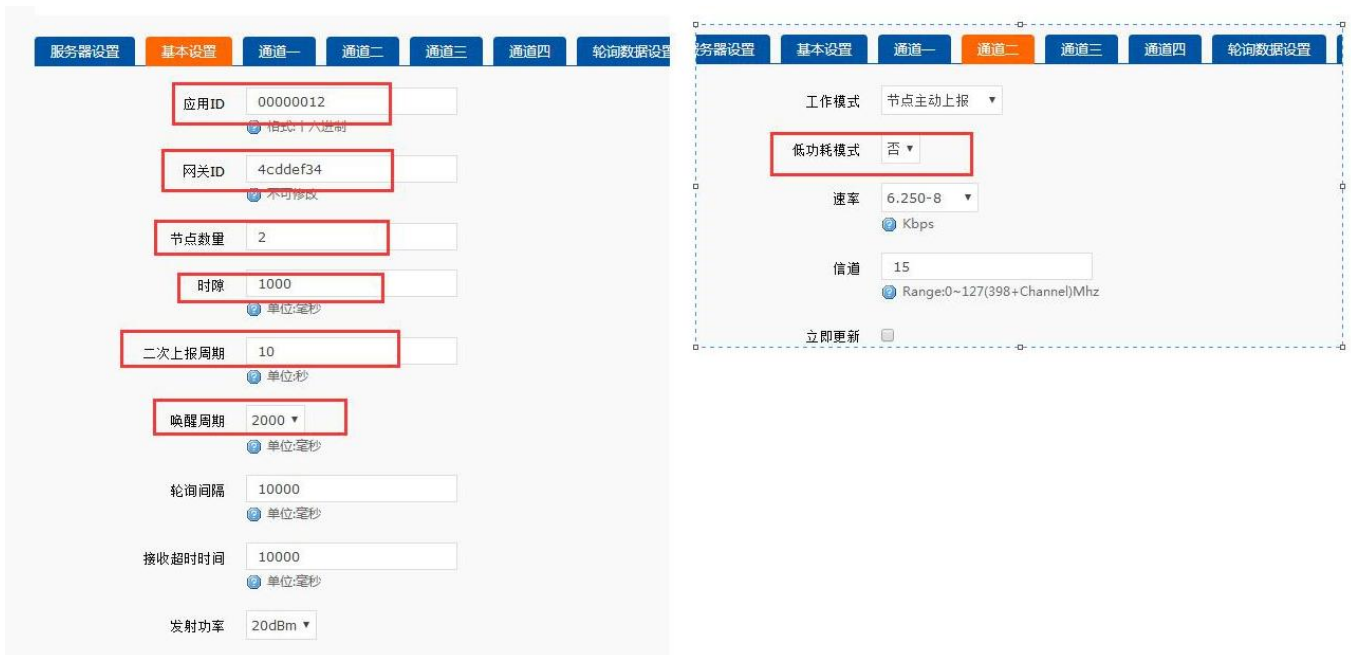 服务器设置 基本设置 通道一 通道二 通道三 通道四 轮询数据设置
应用ID 00000012
格式:十六进制
网关ID 4cddef34
不可修改
节点数量 2
时隙 1000
单位:毫秒
二次上报周期 10
单位:秒
唤醒周期 2000
单位:毫秒
轮询间隔 10000
单位:毫秒
接收超时时间 10000
单位:毫秒
发射功率 20dBm
务器设置 基本设置 通道一 通道二 通道三 通道四 轮询数据设置
工作模式 节点主动上报
低功耗模式 否
速率 6.250-8
Kbps
信道 15
Range:0~127(398+Channel)Mhz
立即更新